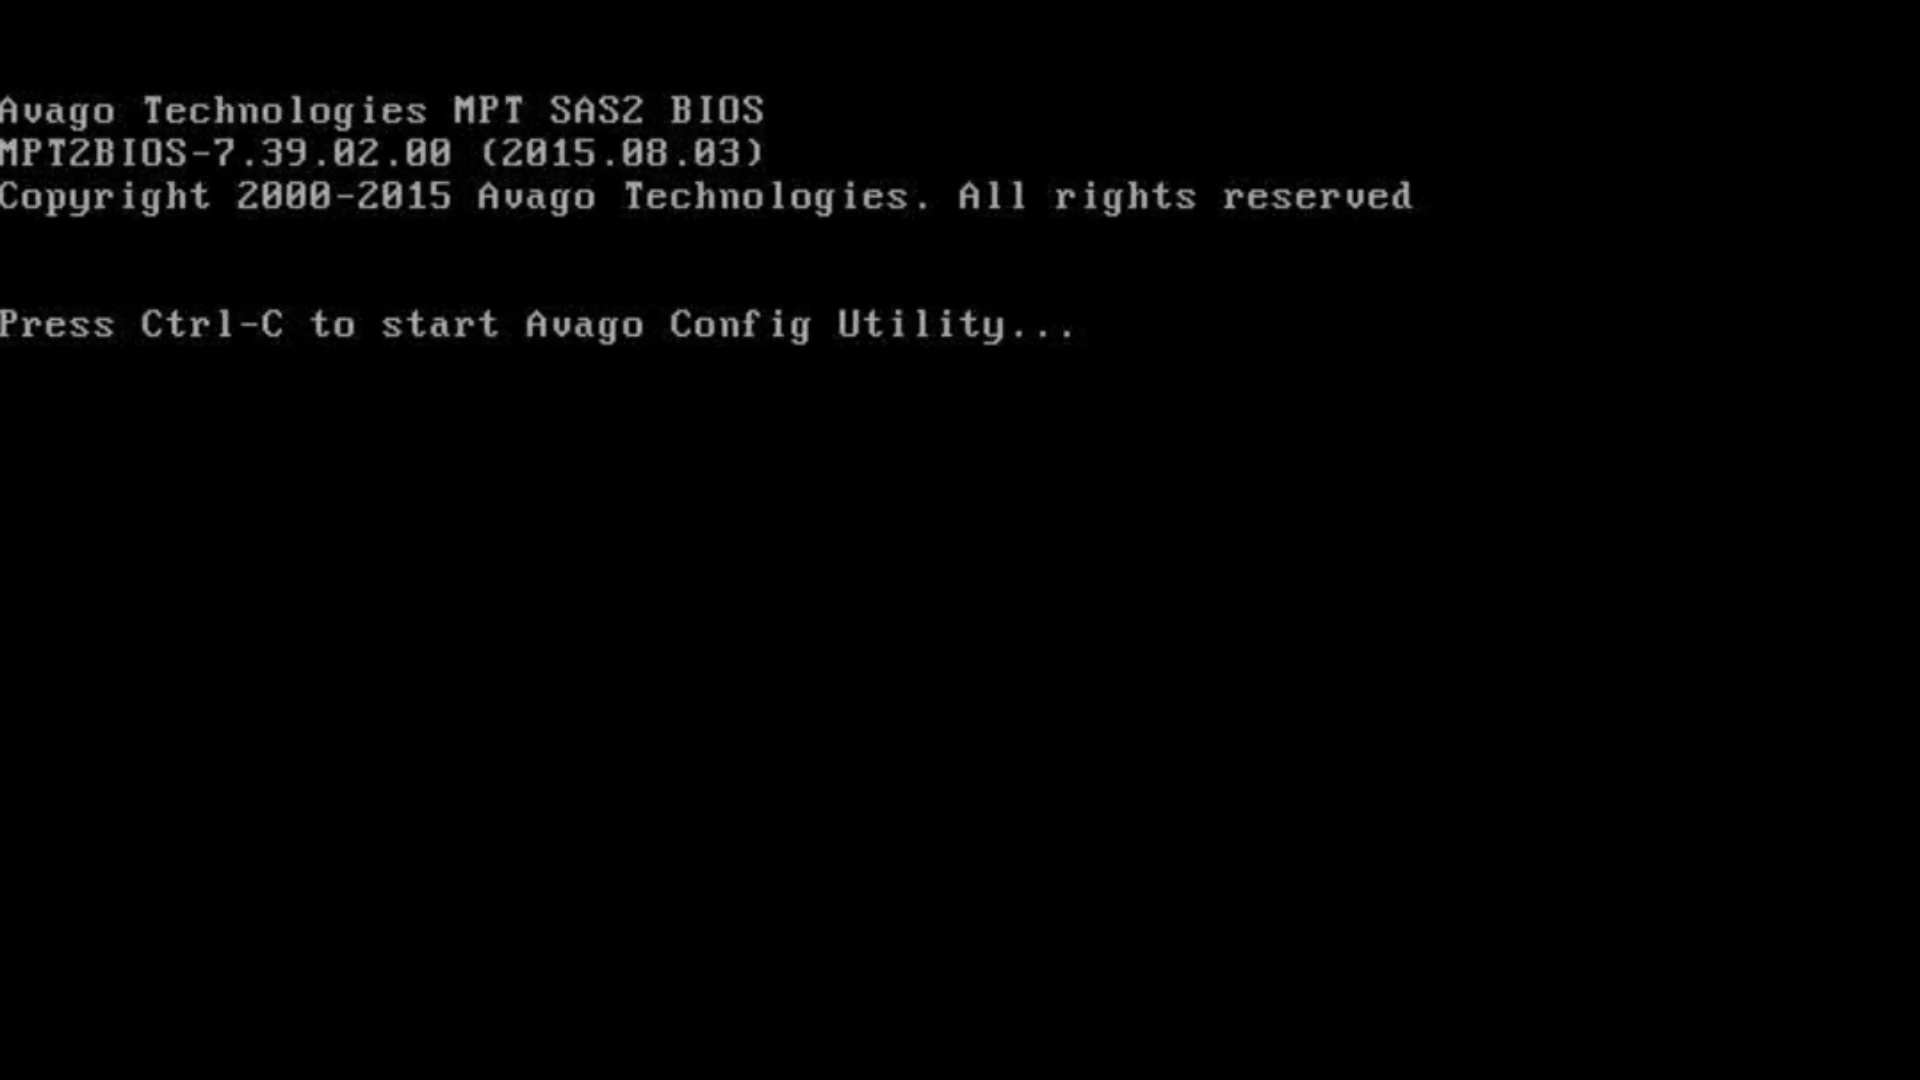 Avago Technologies MPT SAS2 BIOS
MPT2BIOS-7.39.02.00 (2015.08.03)
Copyright 2000-2015 Avago Technologies. All rights reserved
Press Ctrl-C to start Avago Config Utility...